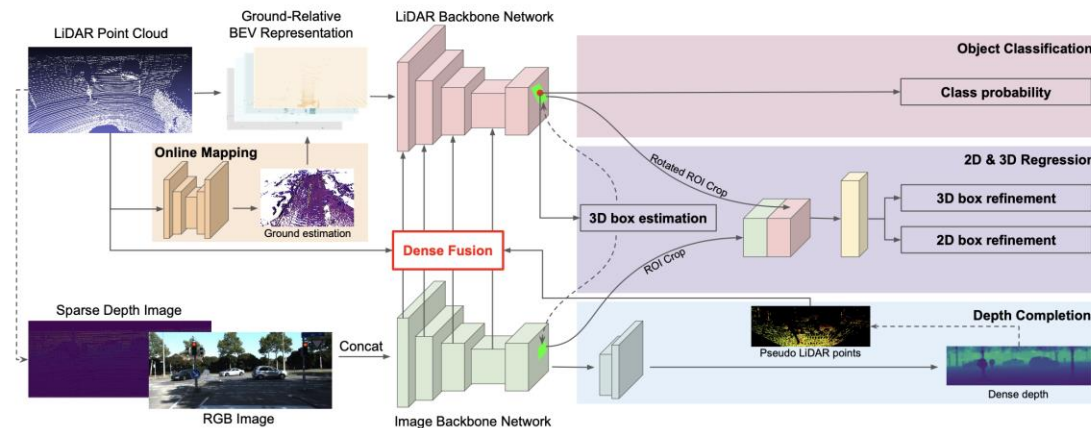 LiDAR Point Cloud
Ground-Relative
BEV Representation
LiDAR Backbone Network
Object Classification
Class probability
Online Mapping
Ground estimation
Rotated ROI Crop
2D & 3D Regression
3D box estimation
3D box refinement
2D box refinement
Dense Fusion
ROI Crop
Sparse Depth Image
Concat
RGB Image
Image Backbone Network
Depth Completion
Pseudo LiDAR points
Dense depth